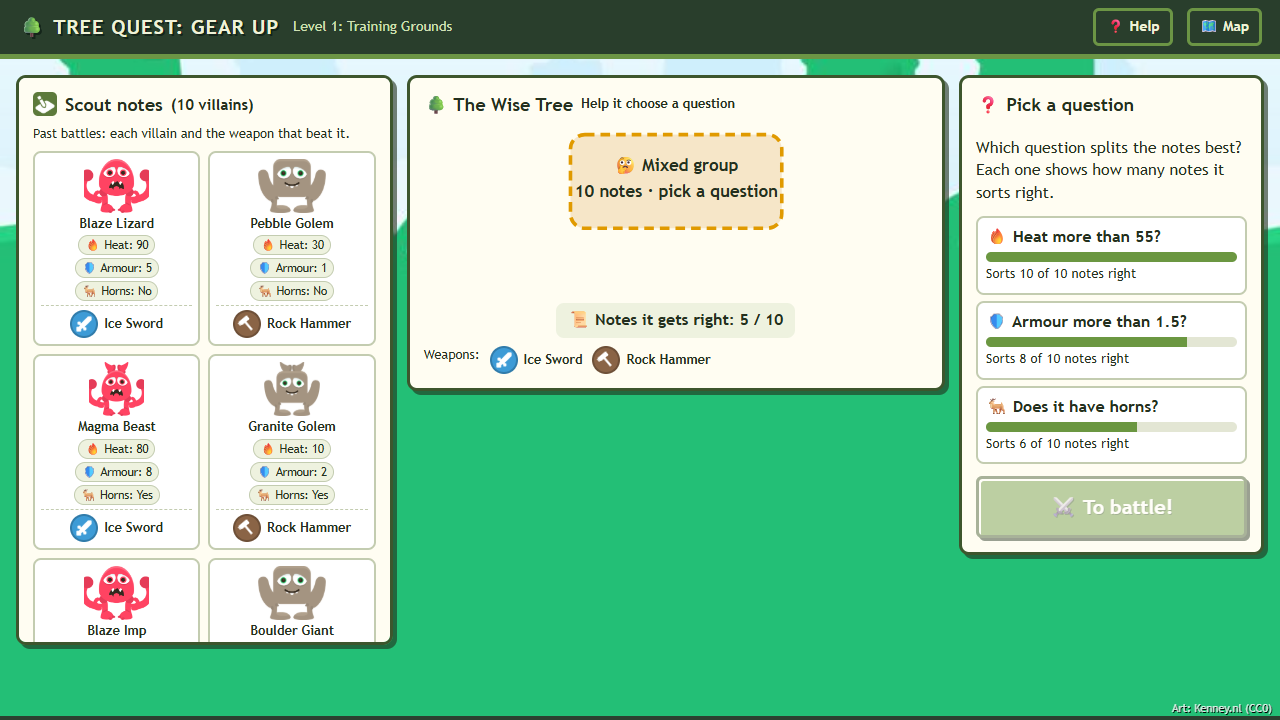 TREE QUEST: GEAR UP
Level 1: Training Grounds
Help
Map
Scout notes (10 villains)
Past battles: each villain and the weapon that beat it.
Blaze Lizard
Heat: 90
Armour: 5
Horns: No
Ice Sword
Pebble Golem
Heat: 30
Armour: 1
Horns: No
Rock Hammer
Magma Beast
Heat: 80
Armour: 8
Horns: Yes
Ice Sword
Granite Golem
Heat: 10
Armour: 2
Horns: Yes
Rock Hammer
Blaze Imp
Boulder Giant
The Wise Tree
Help it choose a question
Mixed group
10 notes · pick a question
Notes it gets right: 5 / 10
Weapons:
Ice Sword
Rock Hammer
Pick a question
Which question splits the notes best?
Each one shows how many notes it
sorts right.
Heat more than 55?
Sorts 10 of 10 notes right
Armour more than 1.5?
Sorts 8 of 10 notes right
Does it have horns?
Sorts 6 of 10 notes right
To battle!
Art: Kenney.nl (CC0)